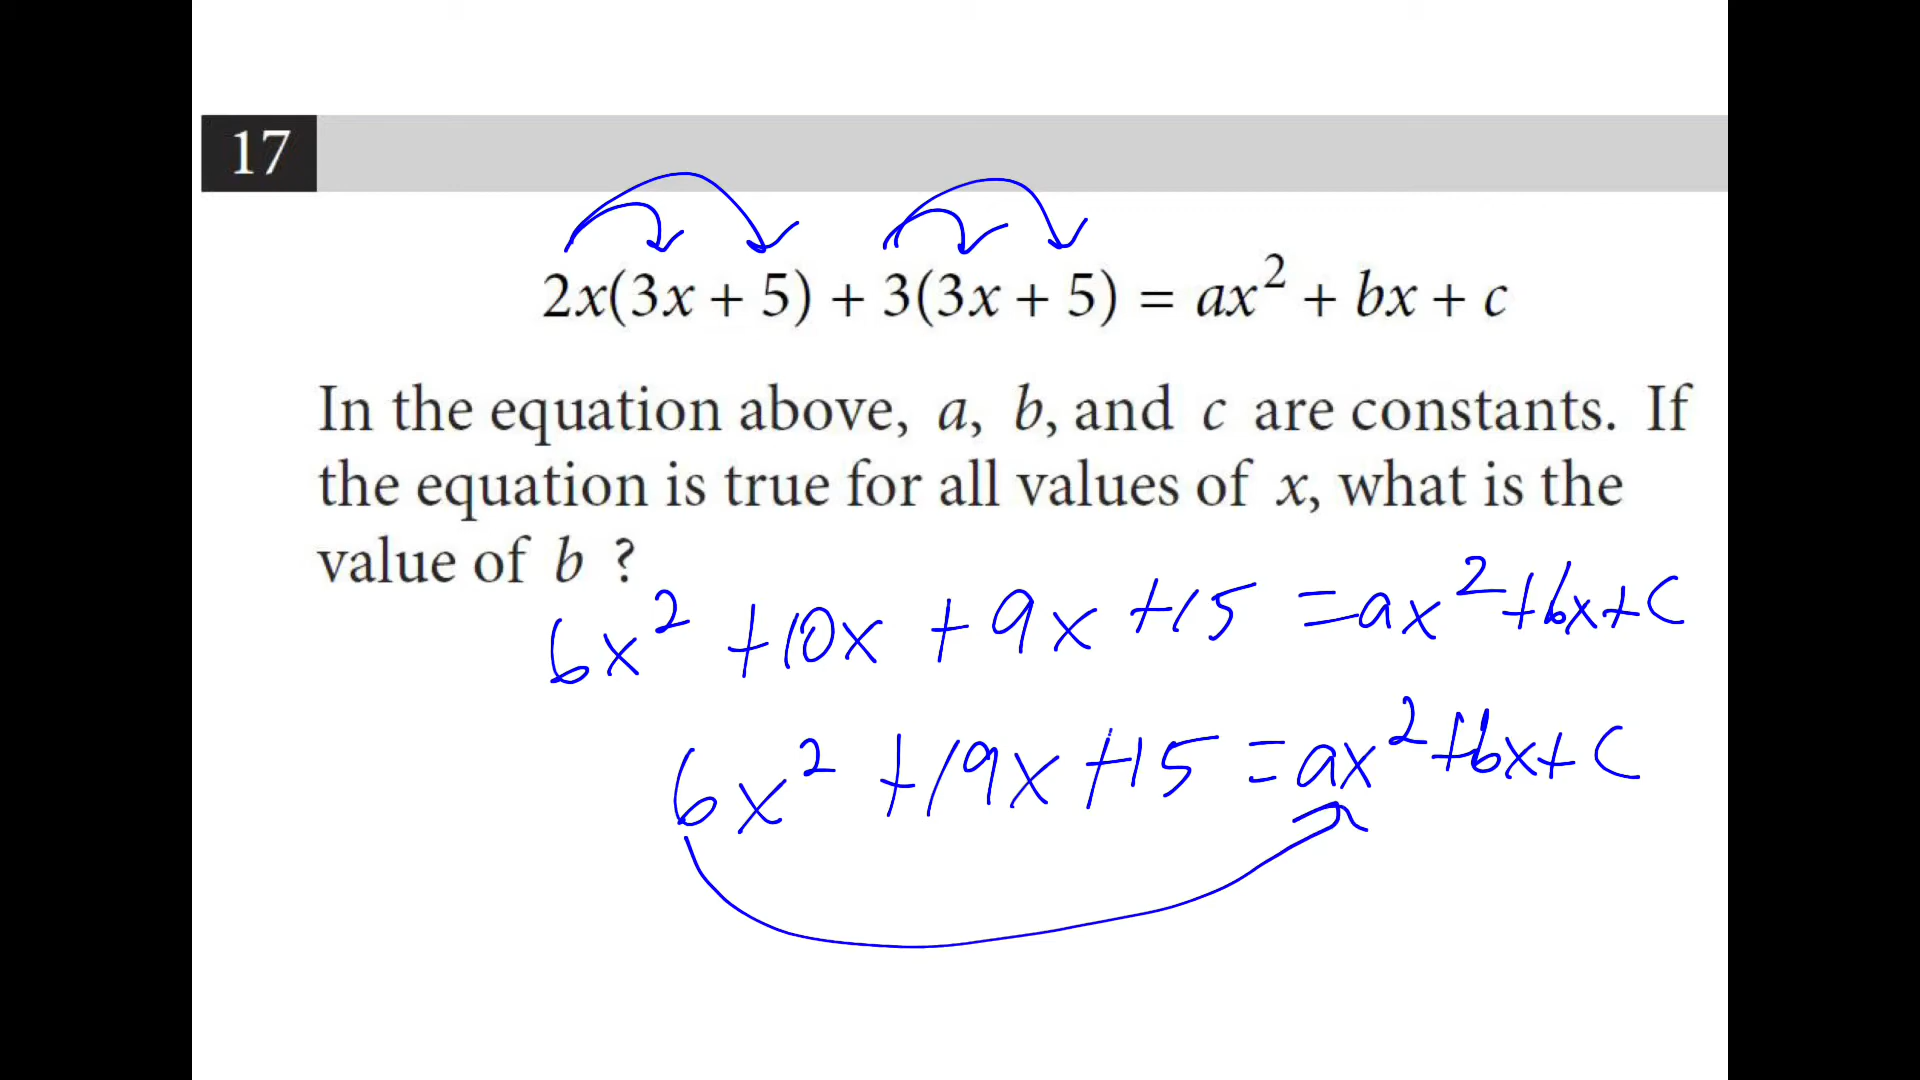 17
2x(3x + 5) + 3(3x + 5) = ax² + bx + c
In the equation above, a, b, and c are constants. If
the equation is true for all values of x, what is the
value of b ?
6x² +10x + 9x +15 =ax²+bx+c
6x² +19x +15 =ax²+bx+c